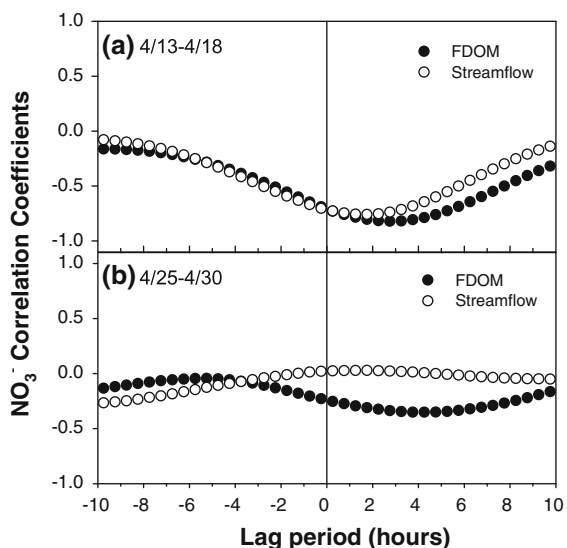 NO3- Correlation Coefficients
1.0
(a) 4/13-4/18
FDOM
Streamflow
0.5
0.0
-0.5
-1.0
(b) 4/25-4/30
FDOM
Streamflow
0.5
0.0
-0.5
-1.0
-10 -8 -6 -4 -2 0 2 4 6 8 10
Lag period (hours)